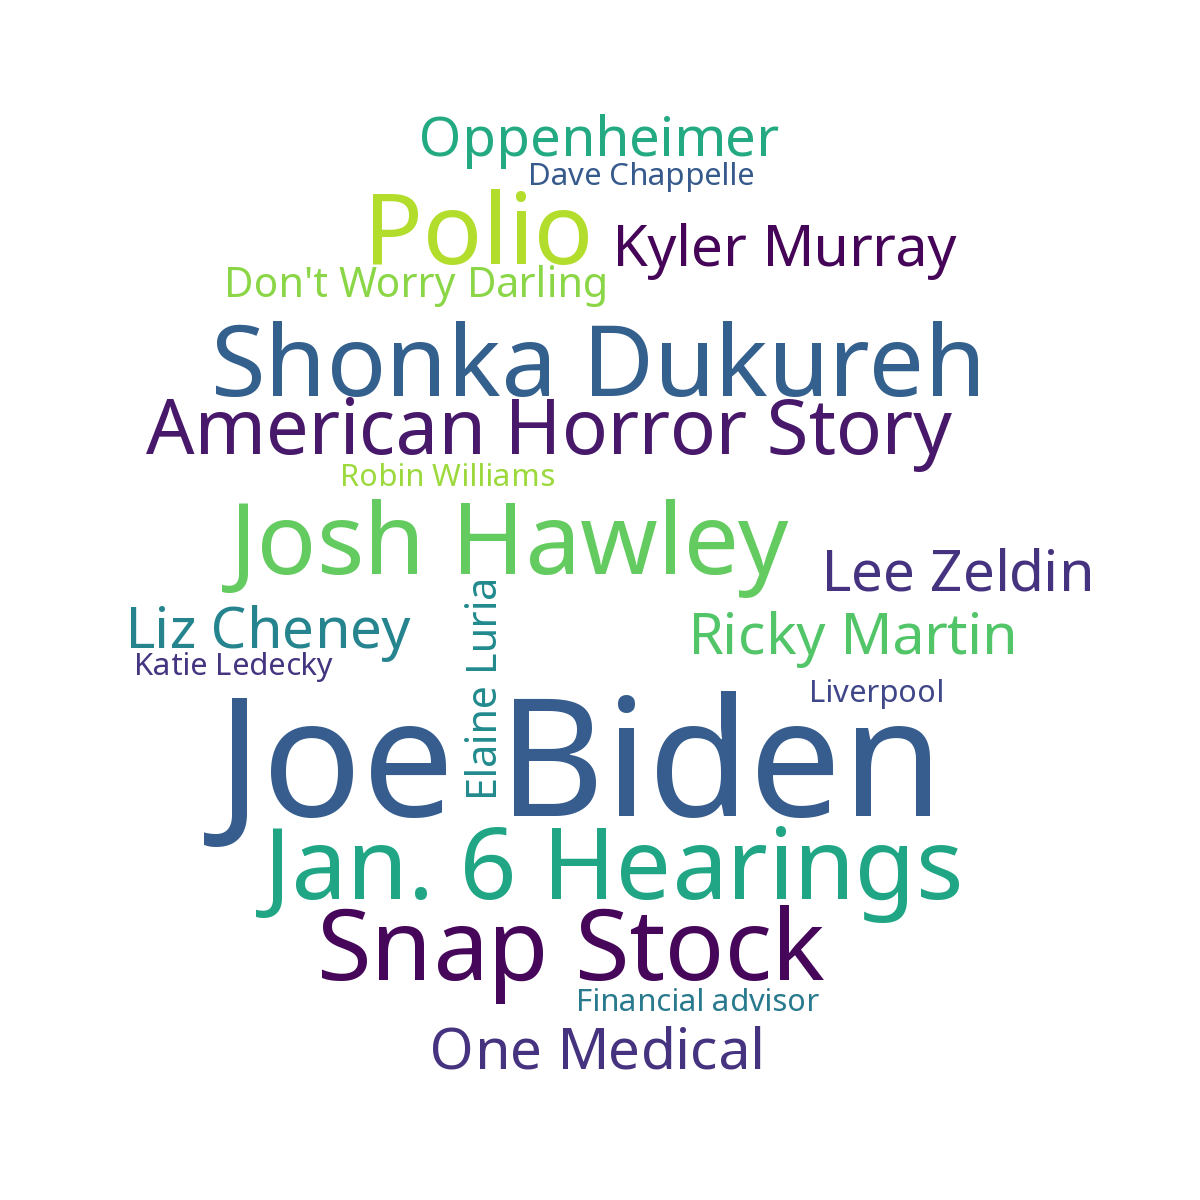 Oppenheimer
Dave Chappelle
Polio
Kyler Murray
Don't Worry Darling
Shonka Dukureh
American Horror Story
Robin Williams
Josh Hawley
Lee Zeldin
Liz Cheney
Elaine Luria
Ricky Martin
Katie Ledecky
Liverpool
Joe Biden
Jan. 6 Hearings
Snap Stock
Financial advisor
One Medical